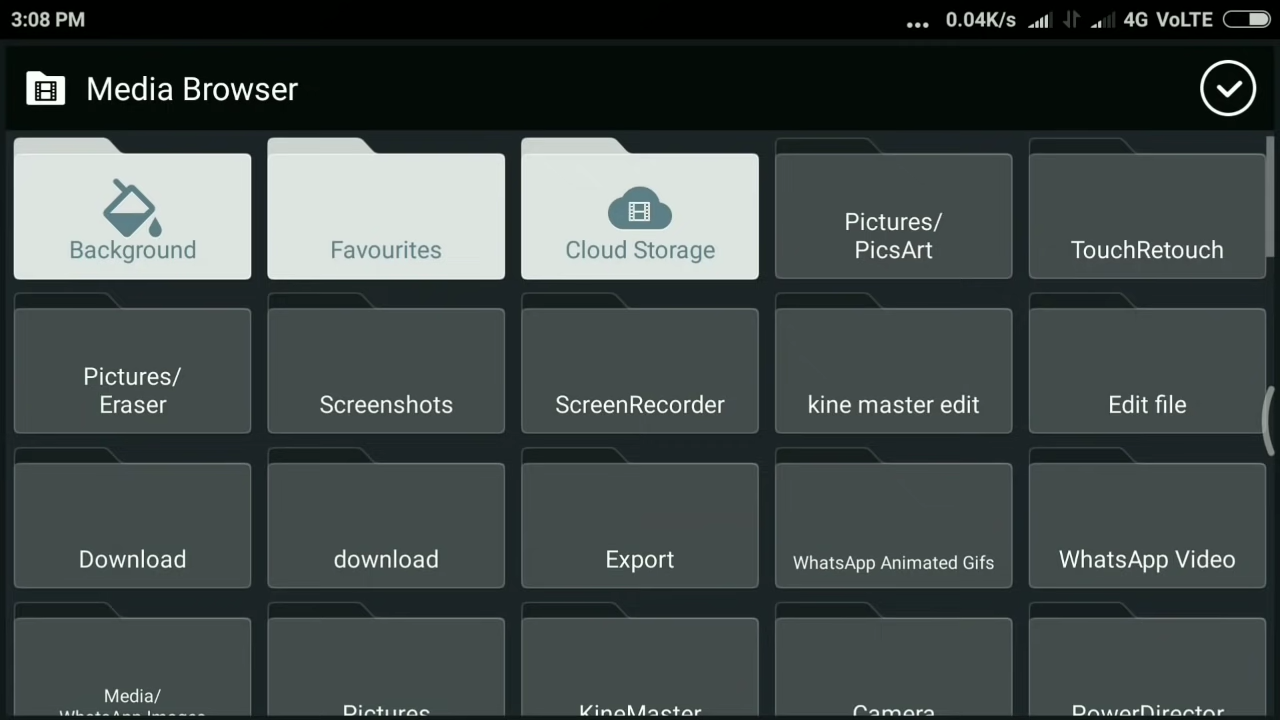 3:08 PM
... 0.04K/s 4G VoLTE
Media Browser
Background
Favourites
Cloud Storage
Pictures/
PicsArt
TouchRetouch
Pictures/
Eraser
Screenshots
ScreenRecorder
kine master edit
Edit file
Download
download
Export
WhatsApp Animated Gifs
WhatsApp Video
Media/
WhatsApp Images
Pictures
KineMaster
Camera
PowerDirector